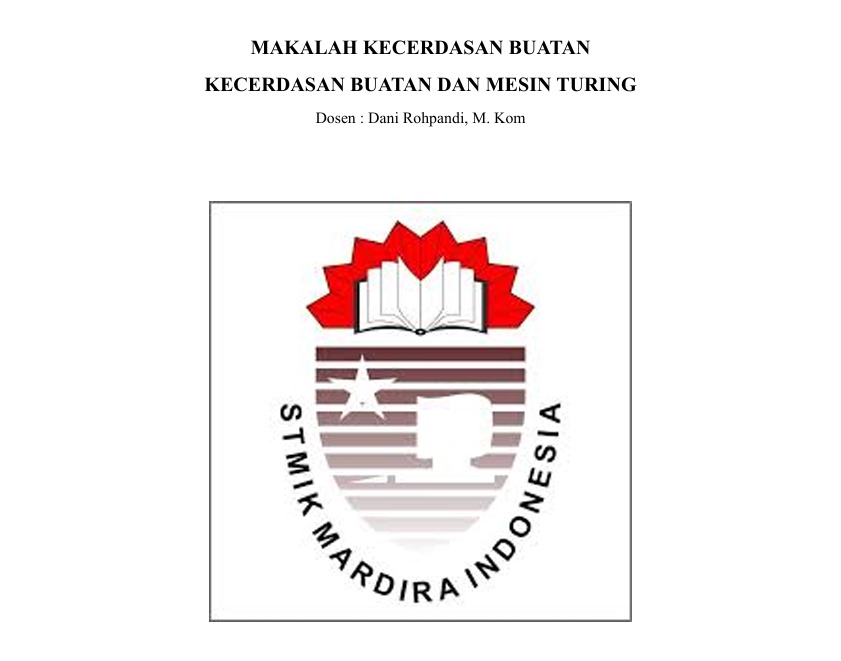 MAKALAH KECERDASAN BUATAN
KECERDASAN BUATAN DAN MESIN TURING
Dosen : Dani Rohpandi, M. Kom
STMIK MARDIRA INDONESIA